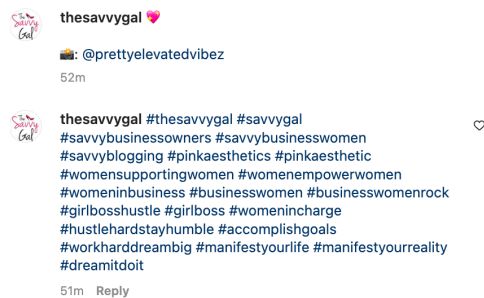 The
Savvy
Gal
thesavvygal 💖
📸: @prettyelevatedvibez
52m
The
Savvy
Gal
thesavvygal #thesavvygal #savvygal
#savvybusinessowners #savvybusinesswomen
#savvyblogging #pinkaesthetics #pinkaesthetic
#womensupportingwomen #womenempowerwomen
#womeninbusiness #businesswomen #businesswomenrock
#girlbosshustle #girlboss #womenincharge
#hustlehardstayhumble #accomplishgoals
#workharddreambig #manifestyourlife #manifestyourreality
#dreamitdoit
51m Reply